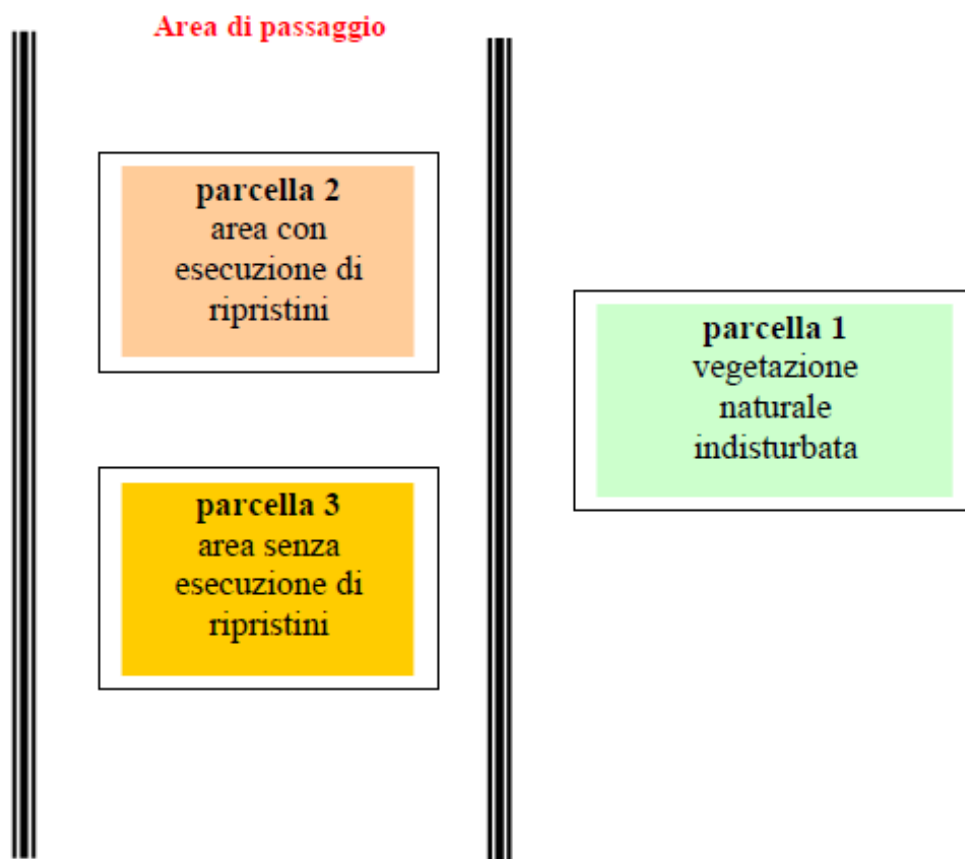 Area di passaggio
parcella 2
area con
esecuzione di
ripristini
parcella 1
vegetazione
naturale
indisturbata
parcella 3
area senza
esecuzione di
ripristini